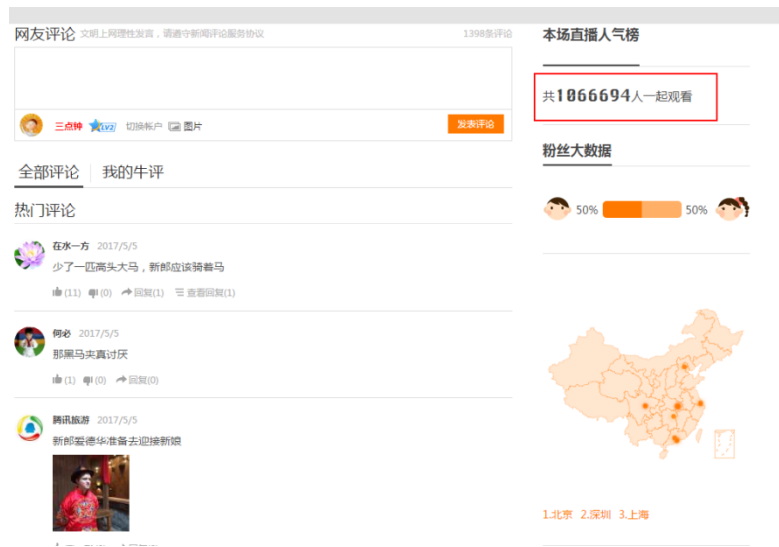 网友评论 文明上网理性发言，请遵守新闻评论服务协议 1398条评论
三点钟 LV2 切换帐户 图片 发表评论
全部评论 我的牛评
热门评论
在水一方 2017/5/5
少了一匹高头大马，新郎应该骑着马
(11) (0) 回复(1) 查看回复(1)
何必 2017/5/5
那黑马夹真讨厌
(1) (0) 回复(0)
腾讯旅游 2017/5/5
新郎爱德华准备去迎接新娘
本场直播人气榜
共1066694人一起观看
粉丝大数据
50% 50%
1.北京 2.深圳 3.上海